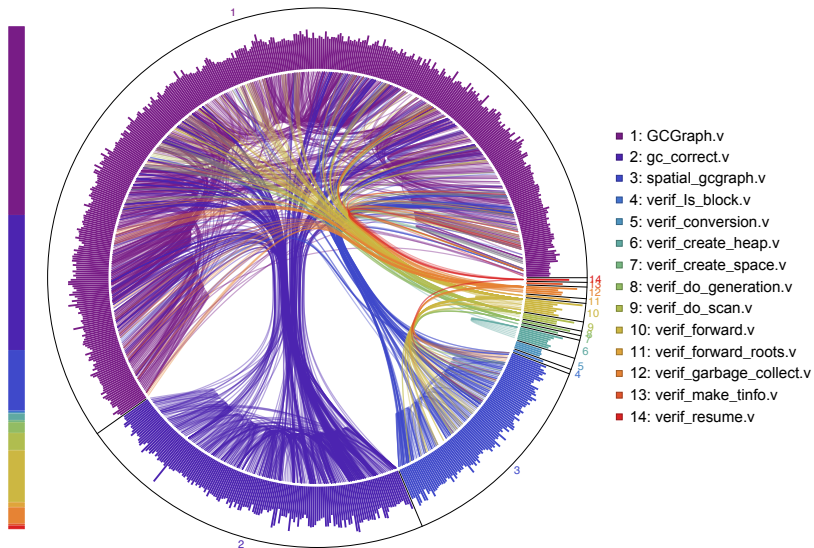 1
2
3
4
5
6
7
8
9
10
11
12
13
14
1: GCGraph.v
2: gc_correct.v
3: spatial_gcgraph.v
4: verif_Is_block.v
5: verif_conversion.v
6: verif_create_heap.v
7: verif_create_space.v
8: verif_do_generation.v
9: verif_do_scan.v
10: verif_forward.v
11: verif_forward_roots.v
12: verif_garbage_collect.v
13: verif_make_tinfo.v
14: verif_resume.v